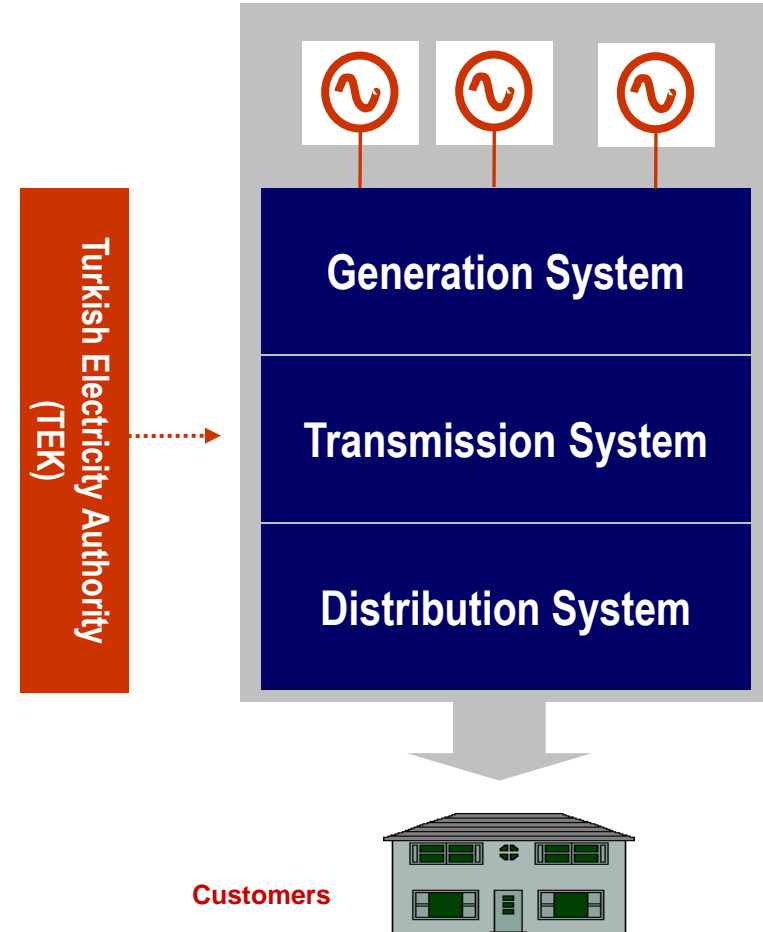 Turkish Electricity Authority
(TEK)
Generation System
Transmission System
Distribution System
Customers